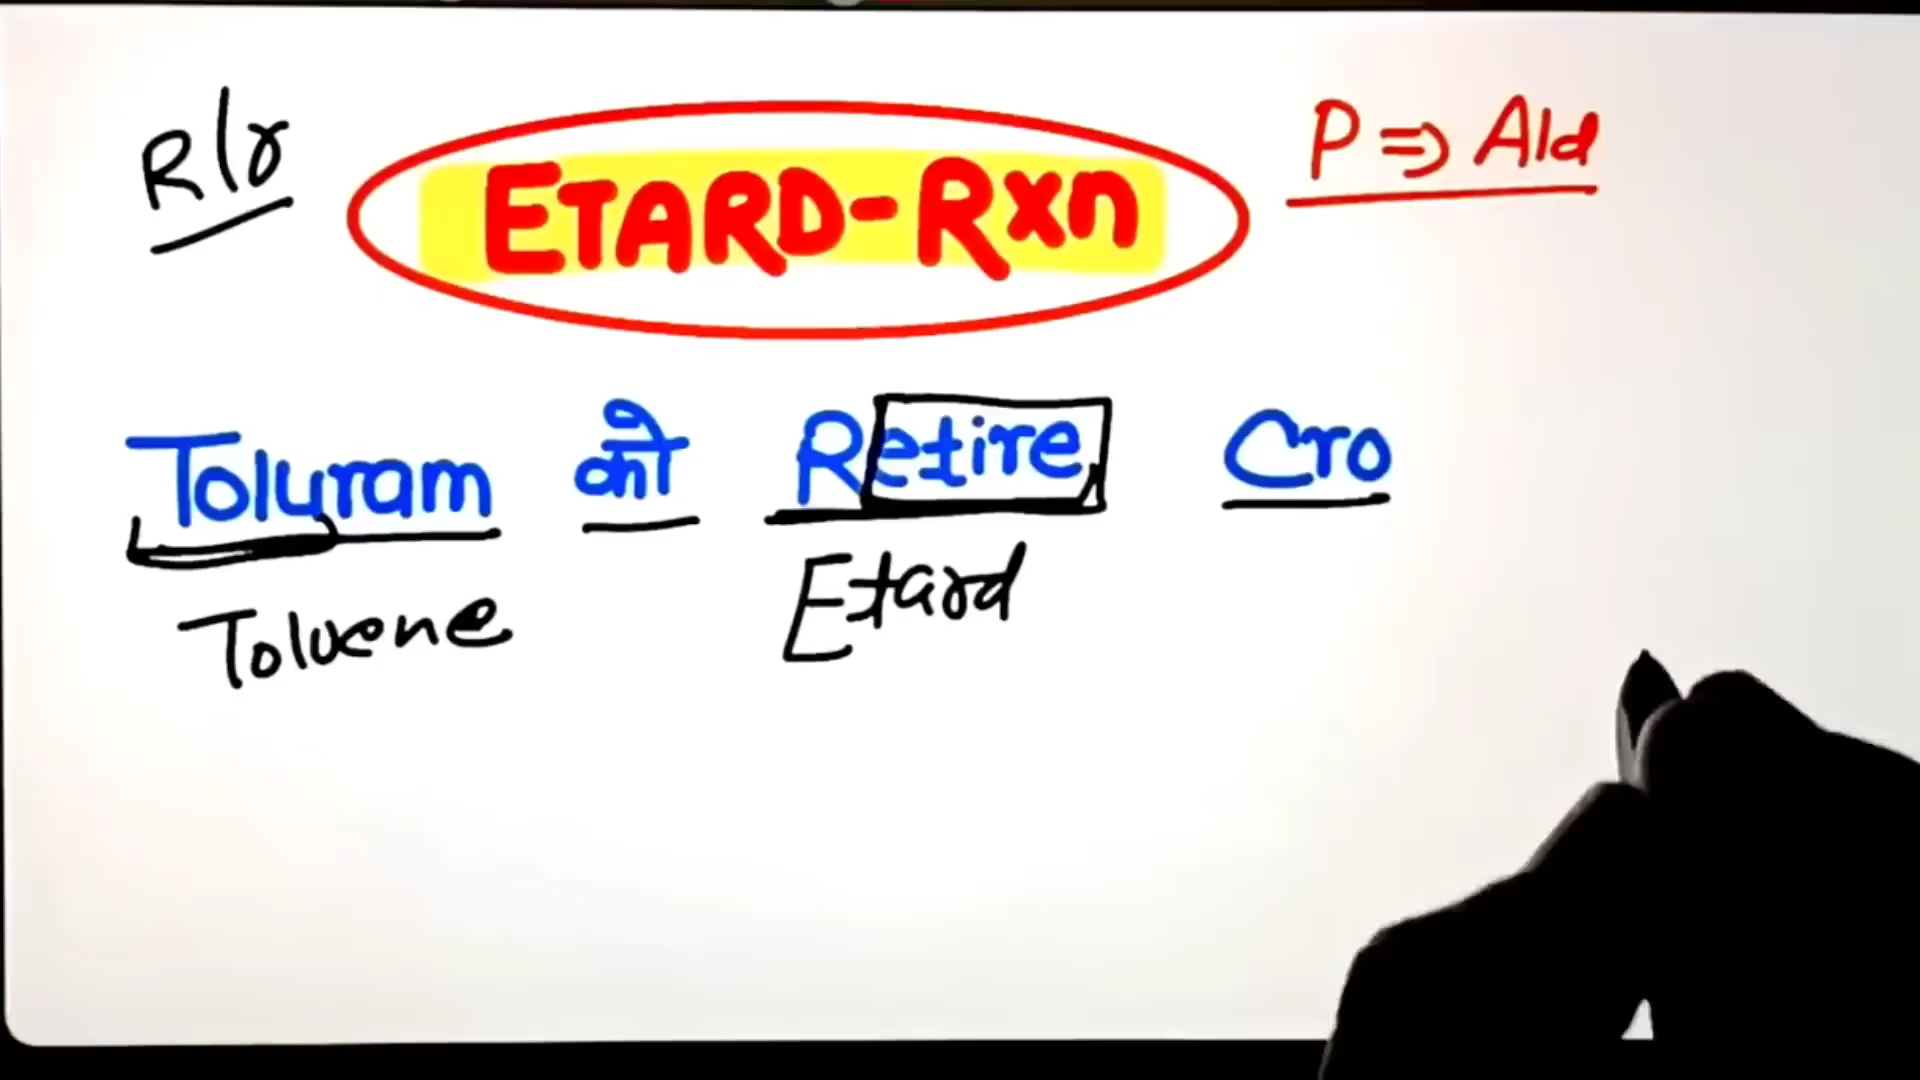 R/r
ETARD-Rxn
P ⇒ Ald
Toluram को Retire Cro
Toluene Etard